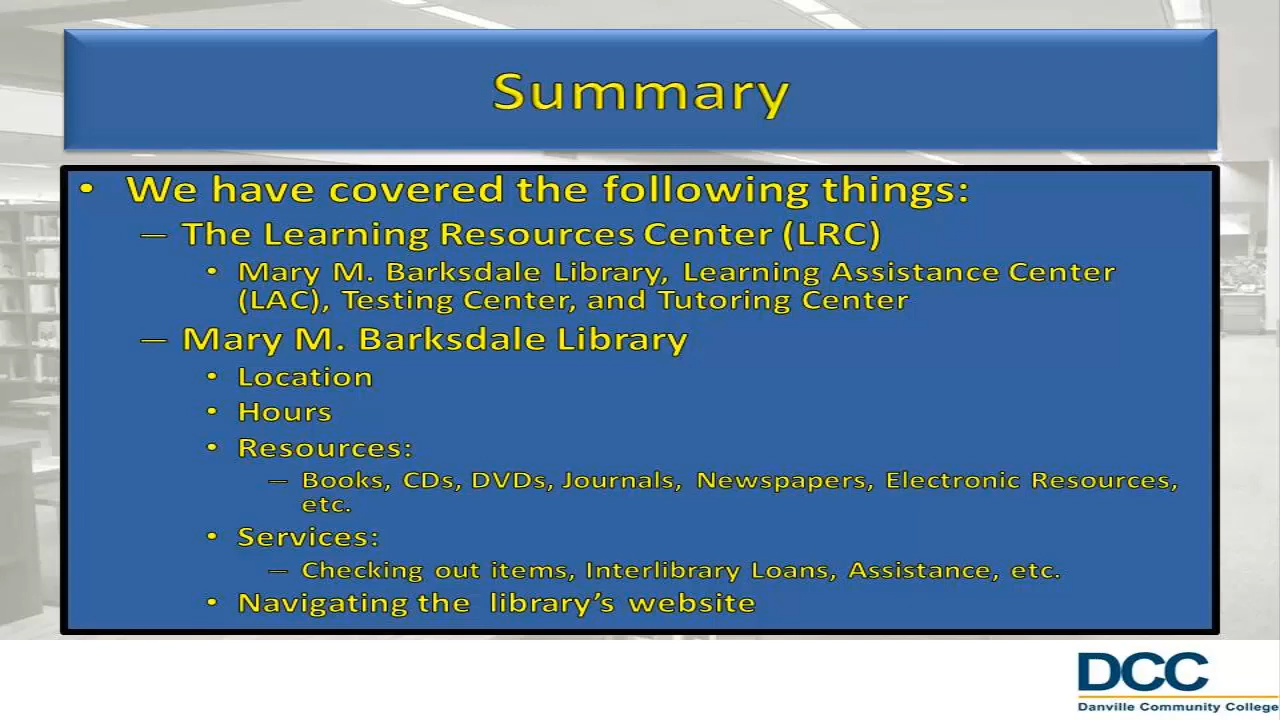 Summary
• We have covered the following things:
– The Learning Resources Center (LRC)
• Mary M. Barksdale Library, Learning Assistance Center
(LAC), Testing Center, and Tutoring Center
– Mary M. Barksdale Library
• Location
• Hours
• Resources:
– Books, CDs, DVDs, Journals, Newspapers, Electronic Resources,
etc.
• Services:
– Checking out items, Interlibrary Loans, Assistance, etc.
• Navigating the library’s website
DCC
Danville Community College